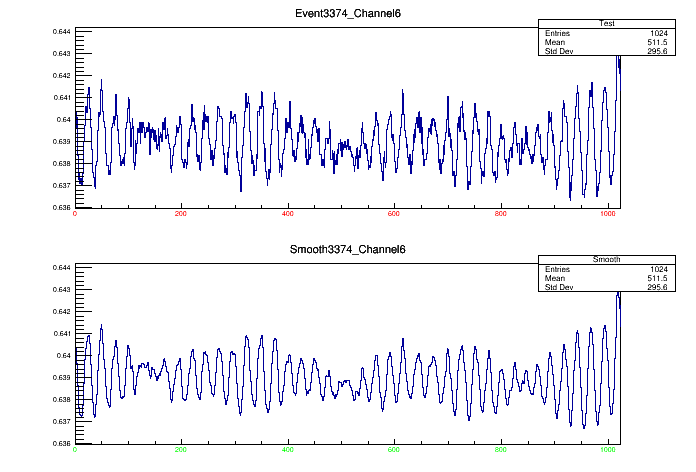 Event3374_Channel6
Test
Entries 1024
Mean 511.5
Std Dev 295.6
0.644
0.643
0.642
0.641
0.64
0.639
0.638
0.637
0.636
0 200 400 600 800 1000
Smooth3374_Channel6
Smooth
Entries 1024
Mean 511.5
Std Dev 295.6
0.644
0.643
0.642
0.641
0.64
0.639
0.638
0.637
0.636
0 200 400 600 800 1000